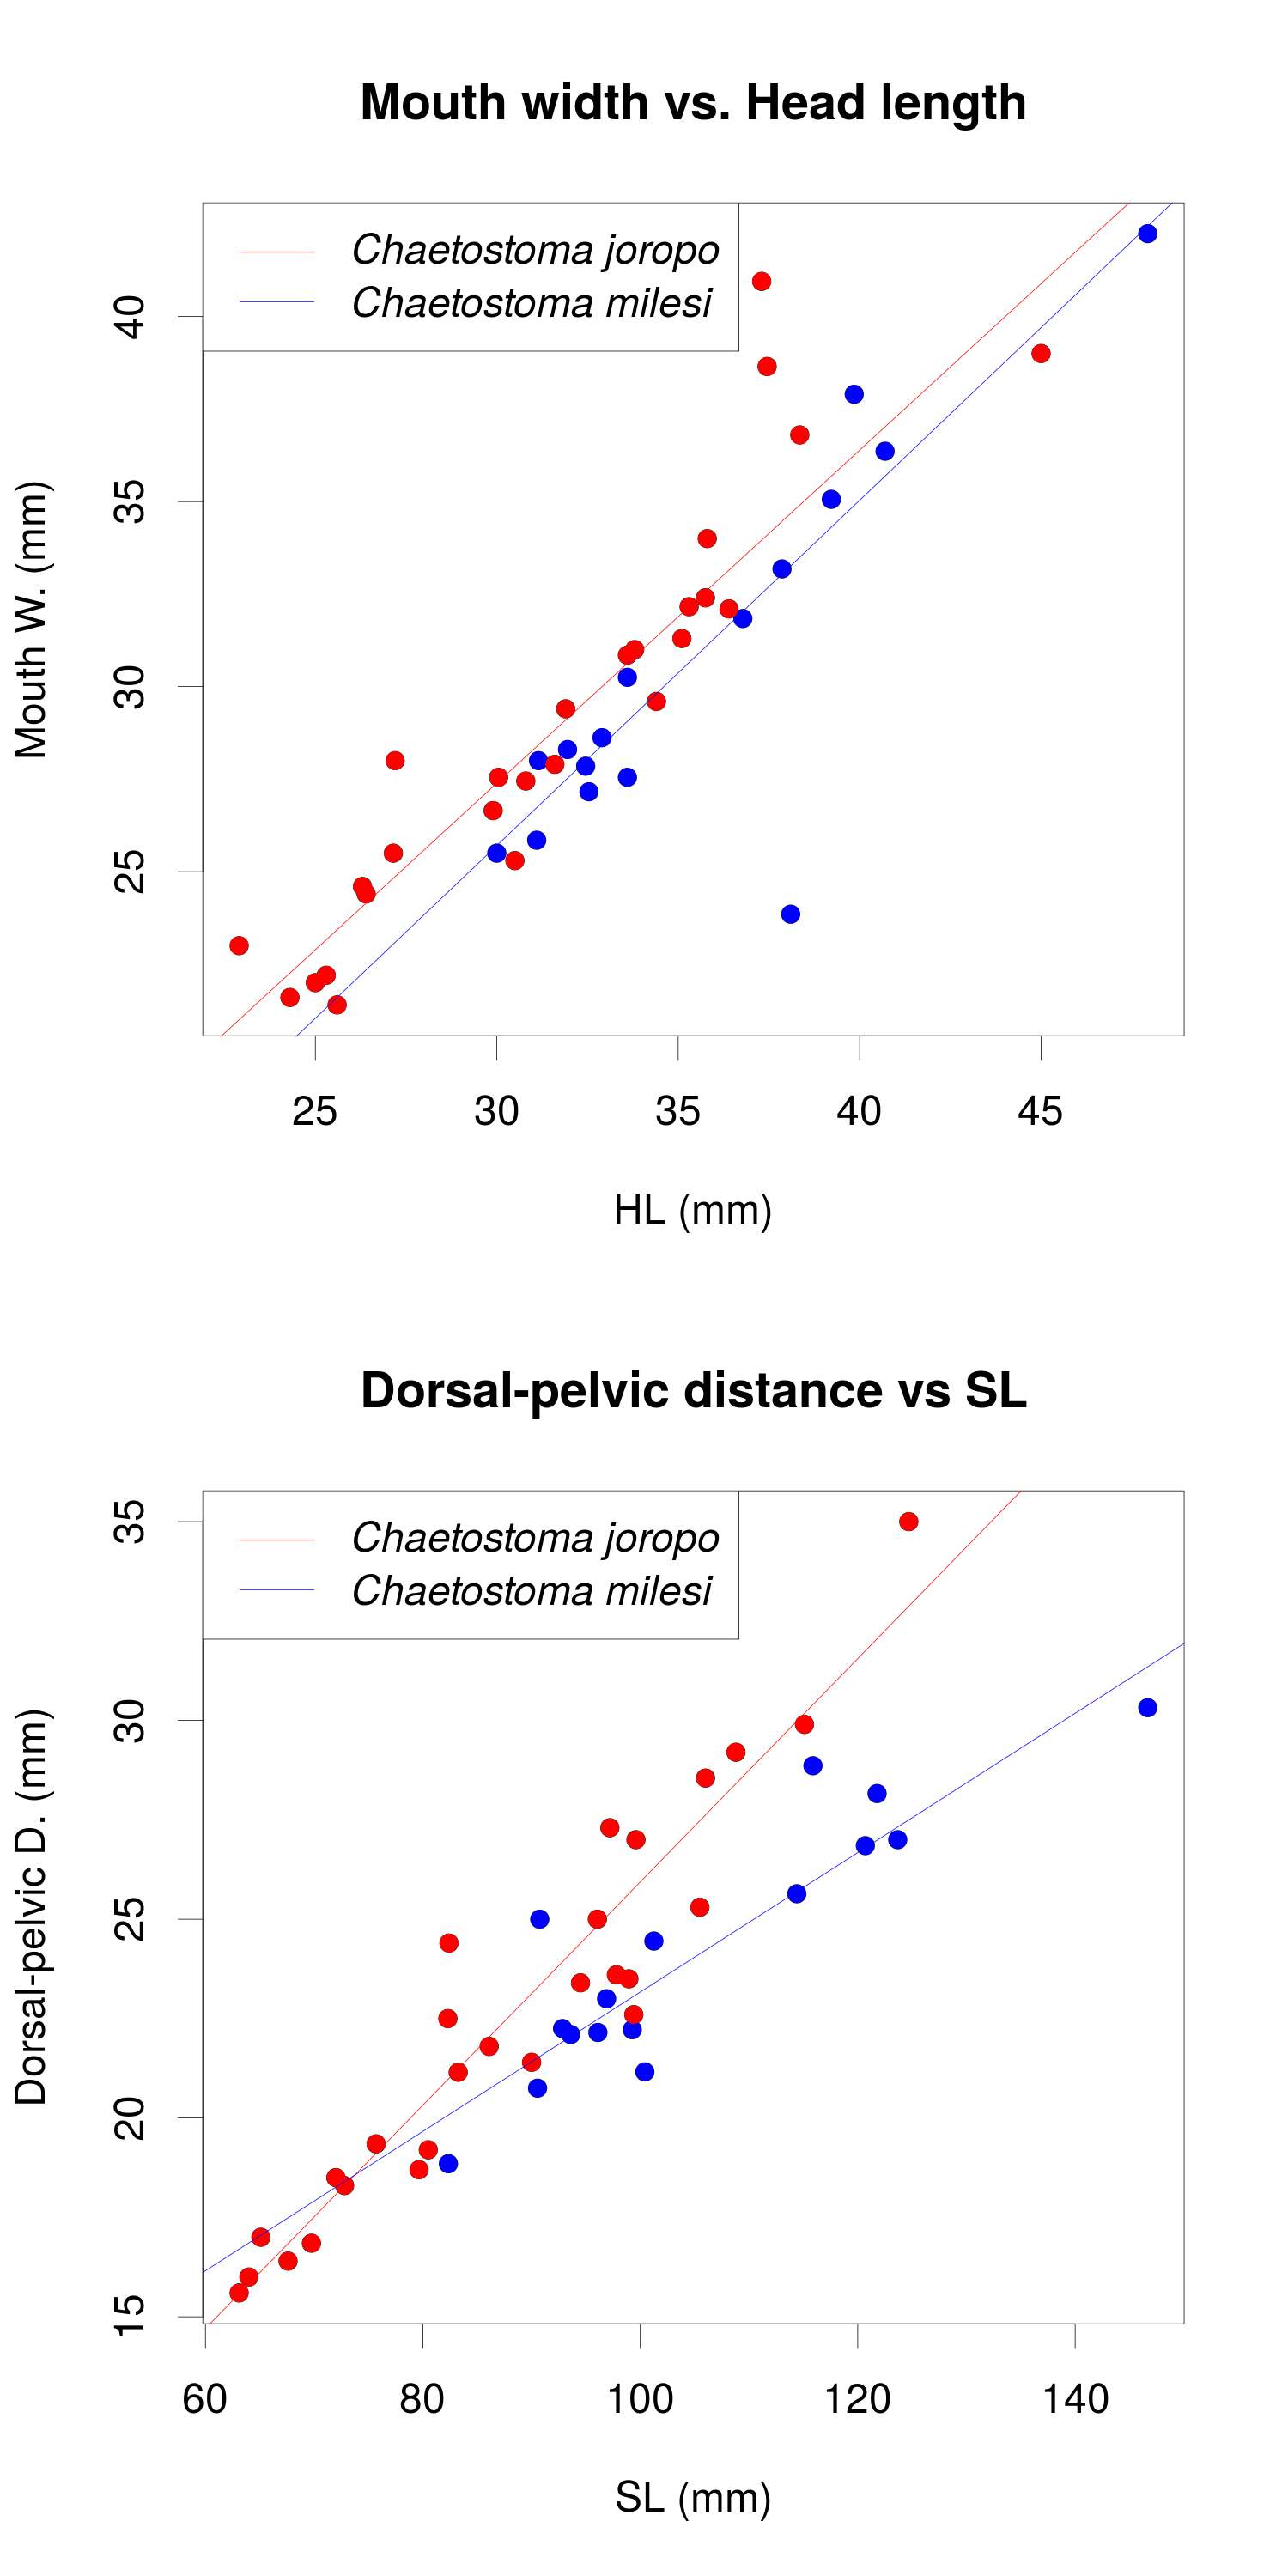 Mouth width vs. Head length
Chaetostoma joropo
Chaetostoma milesi
40
35
30
25
Mouth W. (mm)
25 30 35 40 45
HL (mm)
Dorsal-pelvic distance vs SL
Chaetostoma joropo
Chaetostoma milesi
35
30
25
20
15
Dorsal-pelvic D. (mm)
60 80 100 120 140
SL (mm)